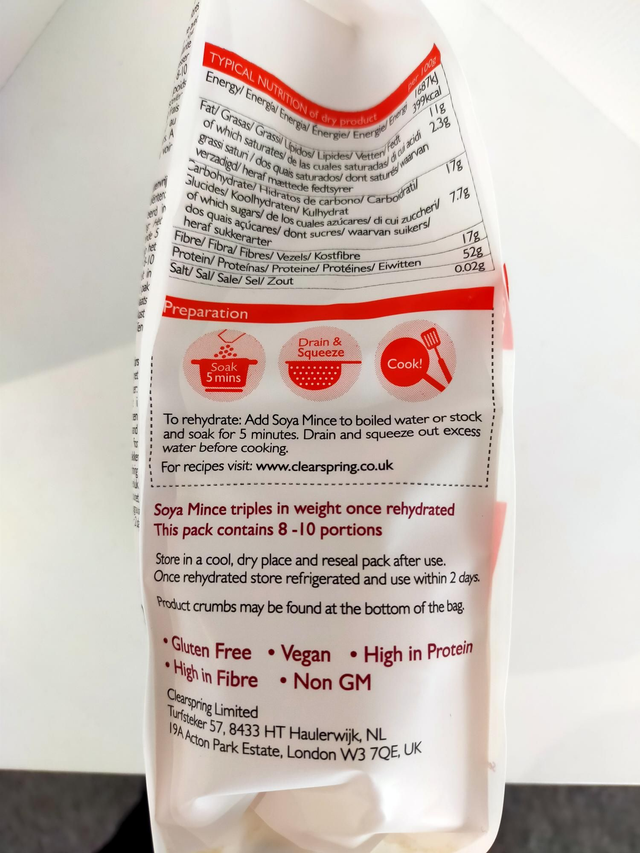 TYPICAL NUTRITION of dry product per 100g
Energy/ Energía/ Energia/ Énergie/ Energie/ Energi 1687kJ
399kcal
Fat/ Grasas/ Grassi/ Lípidos/ Lipides/ Vetten/ Fedt 11g
of which saturates/ de las cuales saturadas/ di cui acidi 2.3g
grassi saturi/ dos quais saturados/ dont saturés/ waarvan
verzadigd/ heraf mættede fedtsyrer
Carbohydrate/ Hidratos de carbono/ Carboidrati/ 17g
Glucides/ Koolhydraten/ Kulhydrat
of which sugars/ de los cuales azúcares/ di cui zuccheri/ 7.7g
dos quais açúcares/ dont sucres/ waarvan suikers/
heraf sukkerarter
Fibre/ Fibra/ Fibres/ Vezels/ Kostfibre 17g
Protein/ Proteínas/ Proteine/ Protéines/ Eiwitten 52g
Salt/ Sal/ Sale/ Sel/ Zout 0.02g
Preparation
Soak
5 mins
Drain &
Squeeze
Cook!
To rehydrate: Add Soya Mince to boiled water or stock
and soak for 5 minutes. Drain and squeeze out excess
water before cooking.
For recipes visit: www.clearspring.co.uk
Soya Mince triples in weight once rehydrated
This pack contains 8 -10 portions
Store in a cool, dry place and reseal pack after use.
Once rehydrated store refrigerated and use within 2 days.
Product crumbs may be found at the bottom of the bag.
• Gluten Free • Vegan • High in Protein
• High in Fibre • Non GM
Clearspring Limited
Turfsteker 57, 8433 HT Haulerwijk, NL
19A Acton Park Estate, London W3 7QE, UK